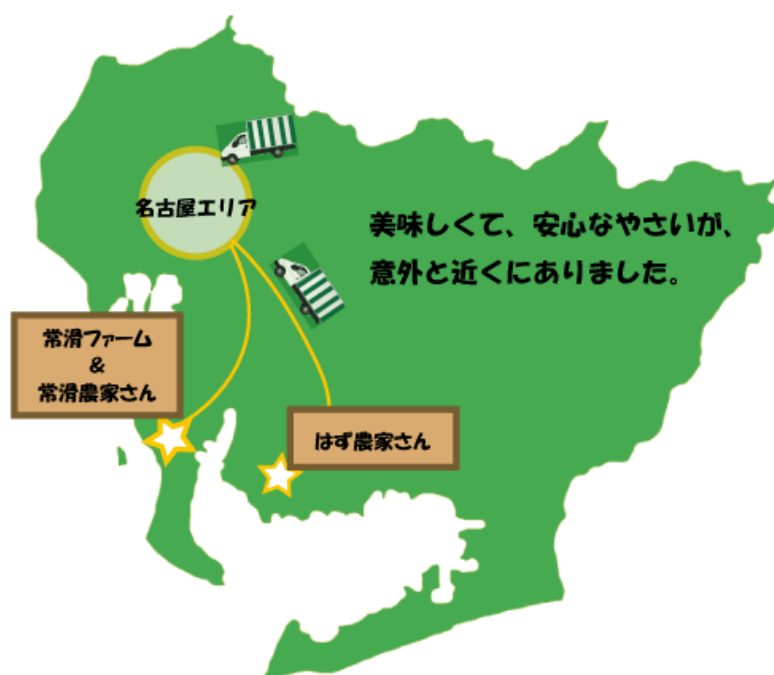 名古屋エリア
美味しくて、安心なやさいが、
意外と近くにありました。
常滑ファーム
&
常滑農家さん
はず農家さん